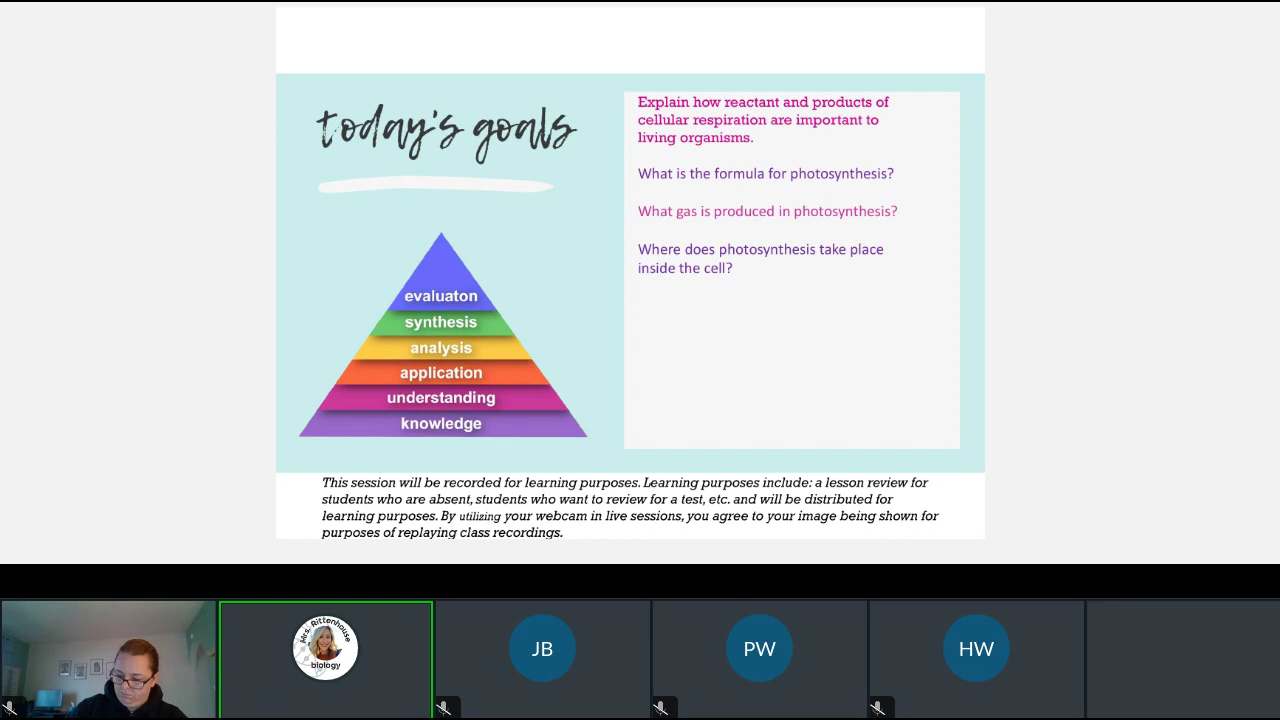 today's goals
Explain how reactant and products of
cellular respiration are important to
living organisms.
What is the formula for photosynthesis?
What gas is produced in photosynthesis?
Where does photosynthesis take place
inside the cell?
evaluaton
synthesis
analysis
application
understanding
knowledge
This session will be recorded for learning purposes. Learning purposes include: a lesson review for
students who are absent, students who want to review for a test, etc. and will be distributed for
learning purposes. By utilizing your webcam in live sessions, you agree to your image being shown for
purposes of replaying class recordings.
Mrs. Rittenhouse
biology
JB
PW
HW